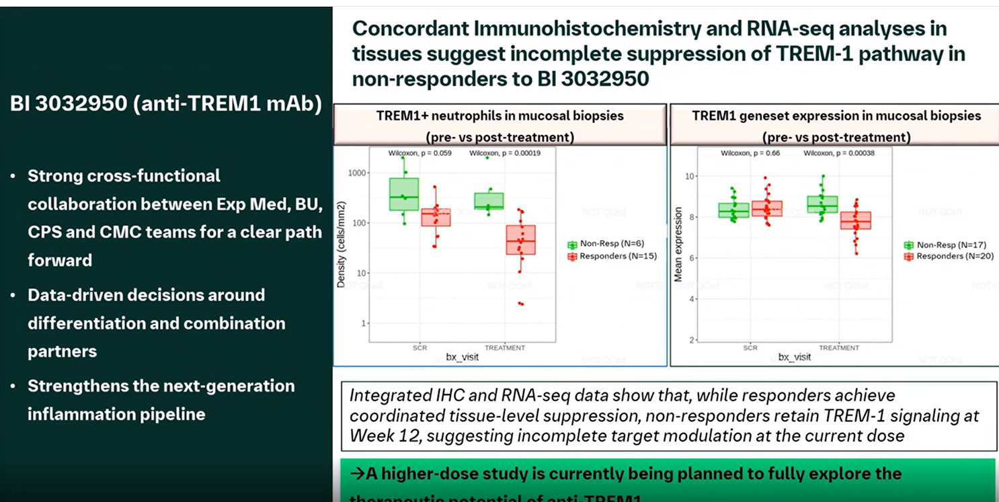 BI 3032950 (anti-TREM1 mAb)
• Strong cross-functional
collaboration between Exp Med, BU,
CPS and CMC teams for a clear path
forward
• Data-driven decisions around
differentiation and combination
partners
• Strengthens the next-generation
inflammation pipeline
Concordant Immunohistochemistry and RNA-seq analyses in
tissues suggest incomplete suppression of TREM-1 pathway in
non-responders to BI 3032950
TREM1+ neutrophils in mucosal biopsies
(pre- vs post-treatment)
Wilcoxon, p = 0.059 Wilcoxon, p = 0.00019
Density (cells/mm2)
1000
100
10
1
SCR TREATMENT
bx_visit
Non-Resp (N=6)
Responders (N=15)
TREM1 geneset expression in mucosal biopsies
(pre- vs post-treatment)
Wilcoxon, p = 0.66 Wilcoxon, p = 0.00038
Mean expression
10
8
6
4
2
SCR TREATMENT
bx_visit
Non-Resp (N=17)
Responders (N=20)
NOT QCed
Integrated IHC and RNA-seq data show that, while responders achieve
coordinated tissue-level suppression, non-responders retain TREM-1 signaling at
Week 12, suggesting incomplete target modulation at the current dose
→A higher-dose study is currently being planned to fully explore the
therapeutic potential of anti-TREM1